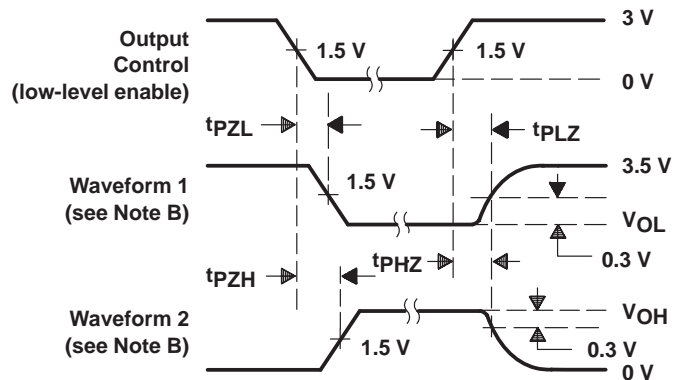 Output
Control
(low-level enable)
1.5 V
1.5 V
3 V
0 V
tPZL
tPLZ
Waveform 1
(see Note B)
1.5 V
3.5 V
VOL
0.3 V
tPZH
tPHZ
Waveform 2
(see Note B)
1.5 V
VOH
0.3 V
0 V